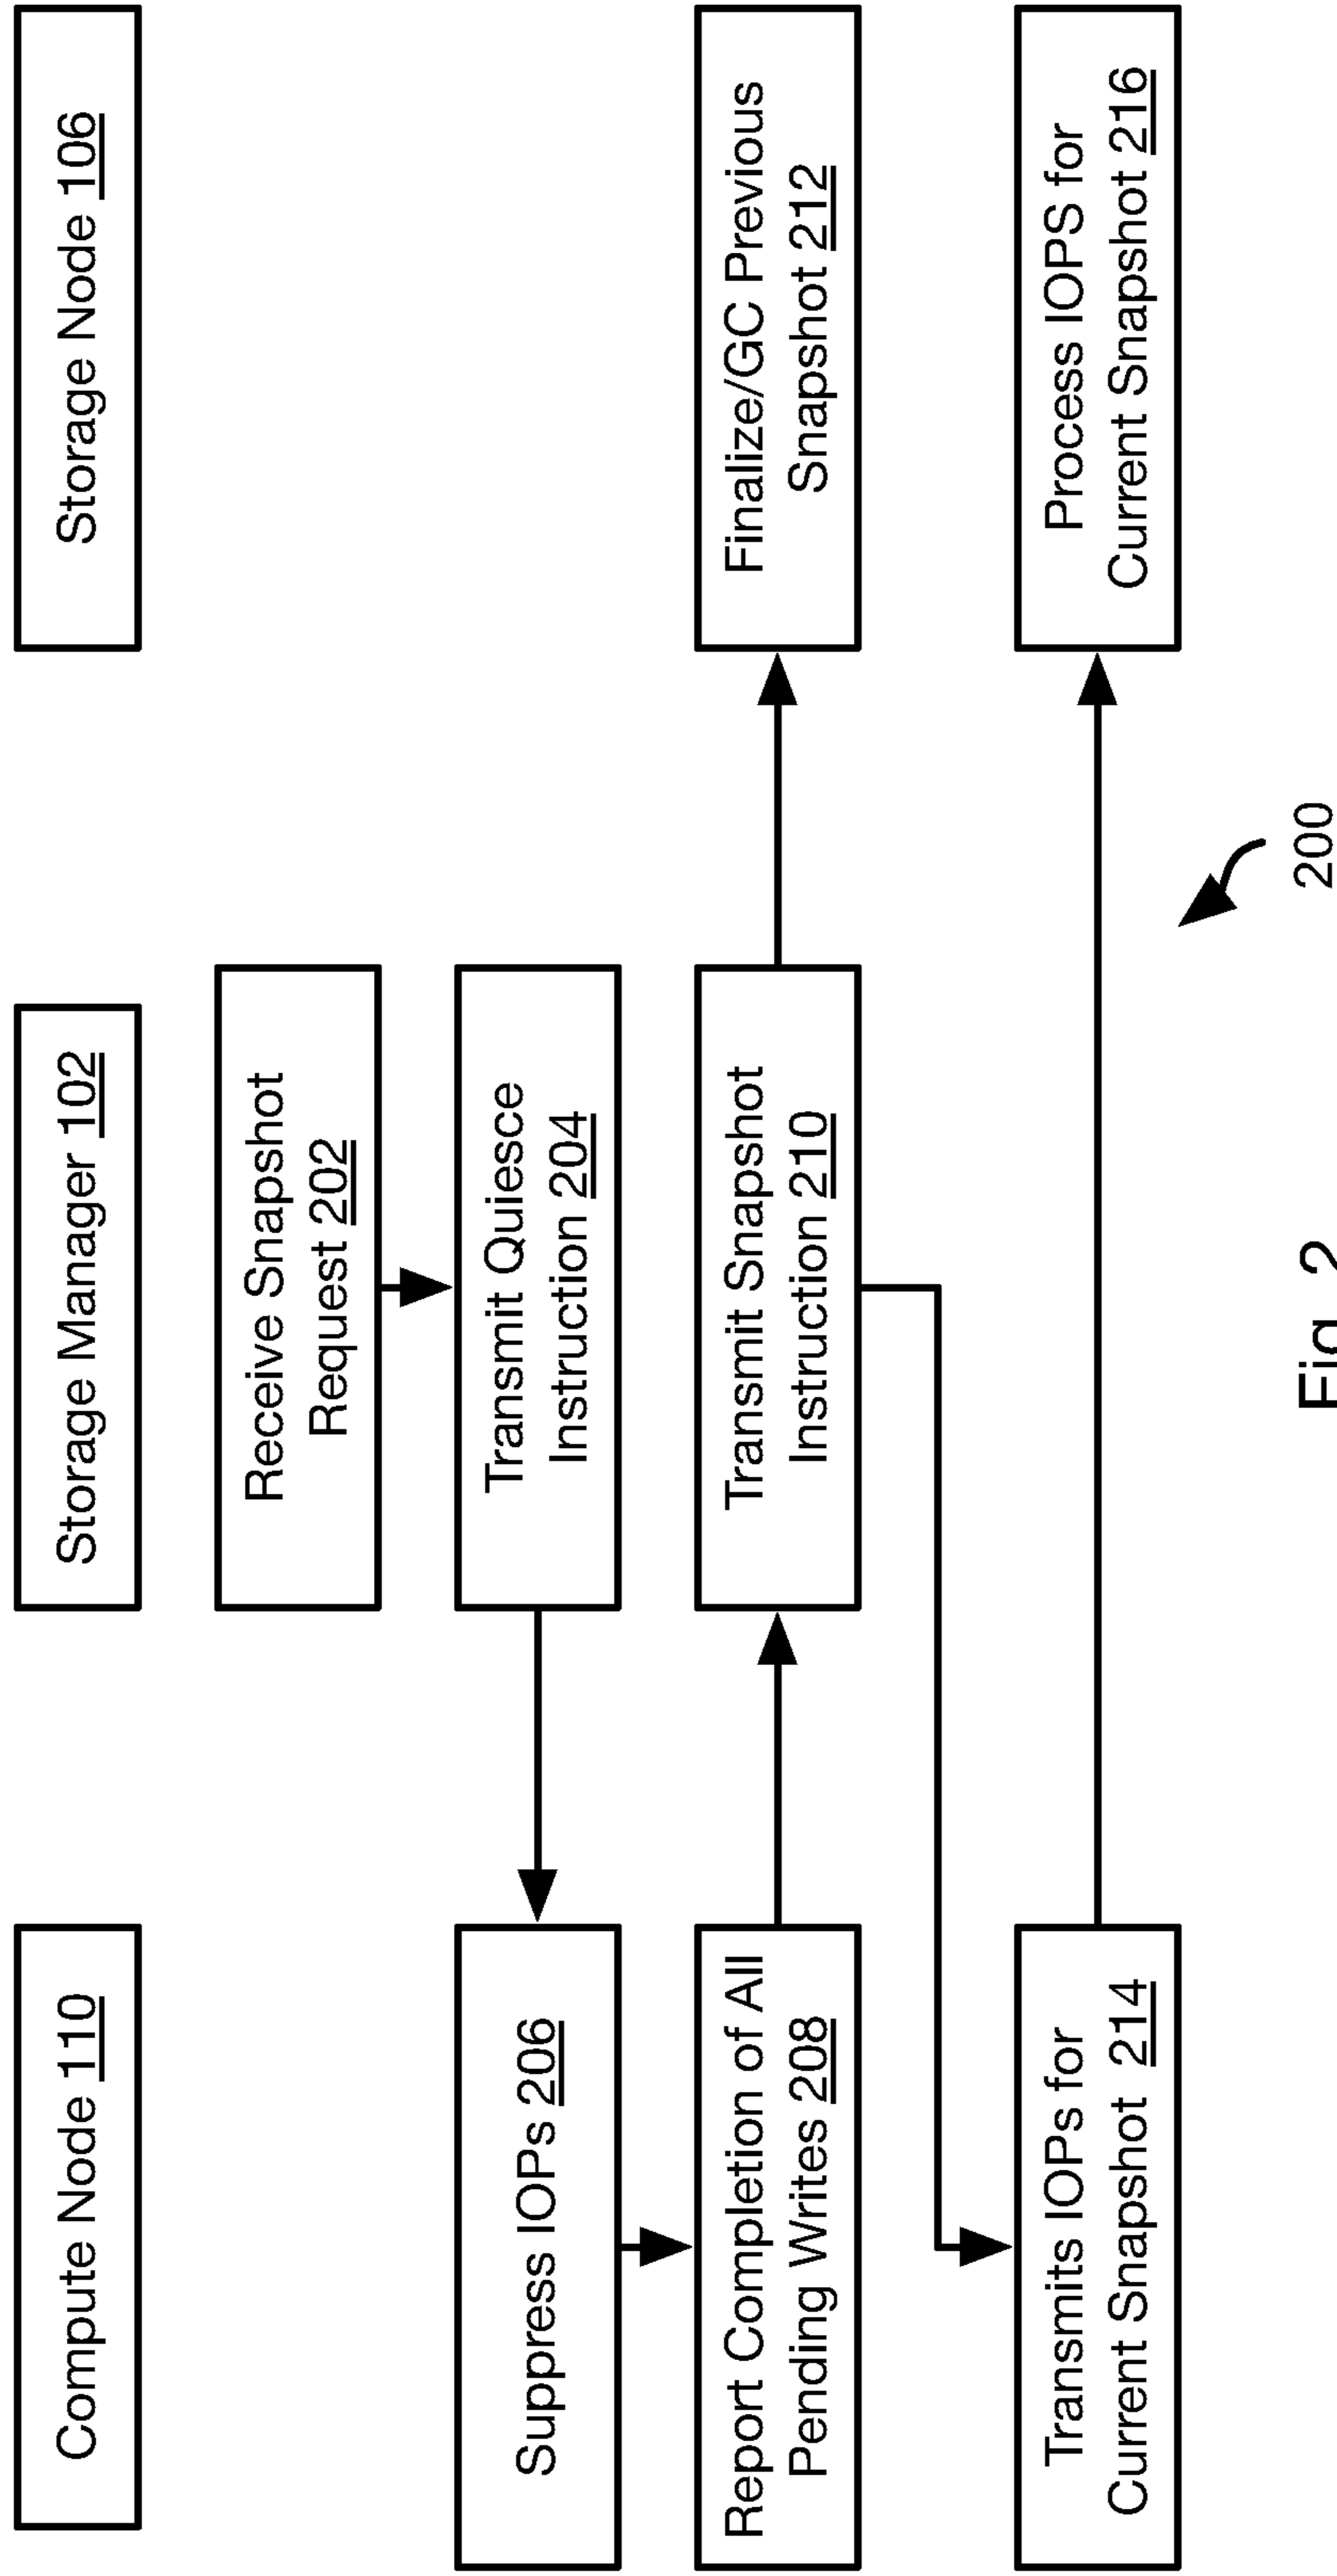 Compute Node 110
Storage Manager 102
Storage Node 106
Receive Snapshot
Request 202
Transmit Quiesce
Instruction 204
Suppress IOPs 206
Report Completion of All
Pending Writes 208
Transmit Snapshot
Instruction 210
Finalize/GC Previous
Snapshot 212
Transmits IOPs for
Current Snapshot 214
Process IOPS for
Current Snapshot 216
200
Fig. 2